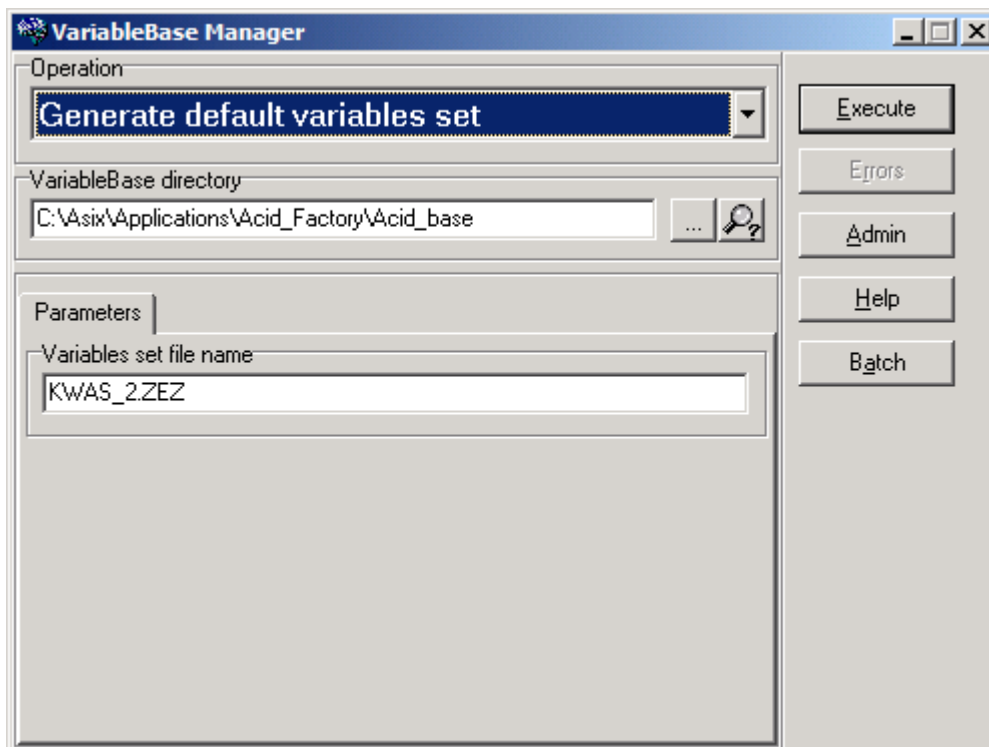 VariableBase Manager
Operation
Generate default variables set
VariableBase directory
C:\Asix\Applications\Acid_Factory\Acid_base
...
?
Parameters
Variables set file name
KWAS_2.ZEZ
Execute
Errors
Admin
Help
Batch